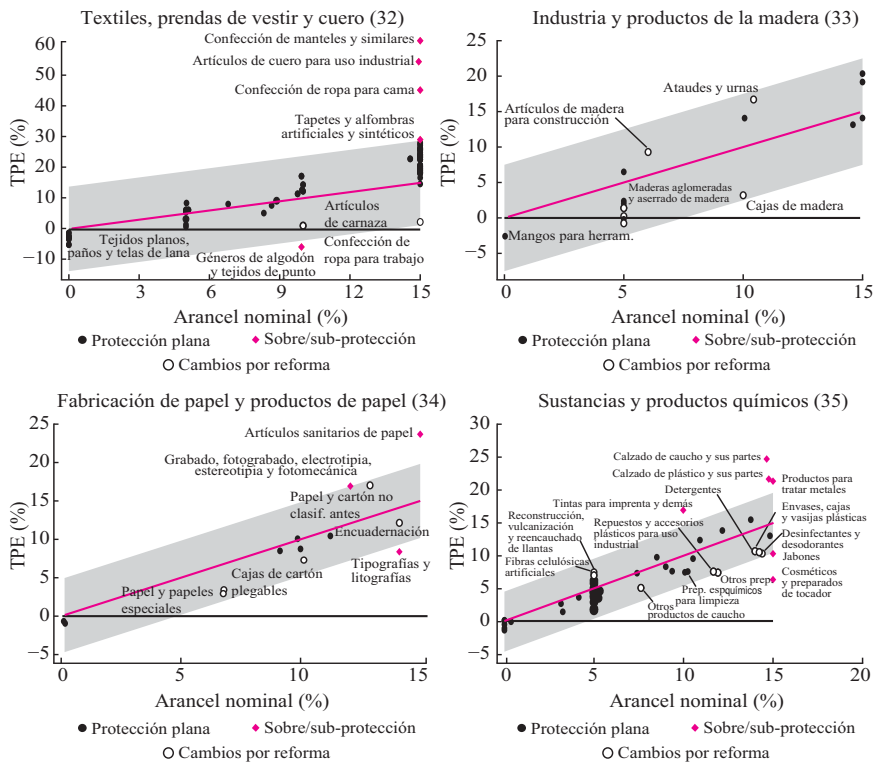 Textiles, prendas de vestir y cuero (32)
TPE (%)
60
50
40
30
20
10
0
−10
Confección de manteles y similares
Artículos de cuero para uso industrial
Confección de ropa para cama
Tapetes y alfombras
artificiales y sintéticos
Artículos
de carnaza
Tejidos planos,
paños y telas de lana
Géneros de algodón
y tejidos de punto
Confección de
ropa para trabajo
0 3 6 9 12 15
Arancel nominal (%)
Protección plana
Sobre/sub-protección
Cambios por reforma
Industria y productos de la madera (33)
TPE (%)
25
20
15
10
5
0
−5
Ataudes y urnas
Artículos de madera
para construcción
Maderas aglomeradas
y aserrado de madera
Cajas de madera
Mangos para herram.
0 5 10 15
Arancel nominal (%)
Protección plana
Sobre/sub-protección
Cambios por reforma
Fabricación de papel y productos de papel (34)
TPE (%)
25
20
15
10
5
0
−5
Artículos sanitarios de papel
Grabado, fotograbado, electrotipia,
estereotipia y fotomecánica
Papel y cartón no
clasif. antes
Encuadernación
Tipografías y
litografías
Cajas de cartón
plegables
Papel y papeles
especiales
0 5 10 15
Arancel nominal (%)
Protección plana
Sobre/sub-protección
Cambios por reforma
Sustancias y productos químicos (35)
TPE (%)
30
25
20
15
10
5
0
−5
Calzado de caucho y sus partes
Calzado de plástico y sus partes
Productos para
tratar metales
Detergentes
Tintas para imprenta y demás
Envases, cajas
y vasijas plásticas
Reconstrucción,
vulcanización
y reencauchado
de llantas
Repuestos y accesorios
plásticos para uso
industrial
Desinfectantes y
desodorantes
Jabones
Fibras celulósicas
artificiales
Cosméticos
y preparados
de tocador
Otros prep.
químicos
Prep. esp.
para limpieza
Otros
productos de caucho
0 5 10 15 20
Arancel nominal (%)
Protección plana
Sobre/sub-protección
Cambios por reforma